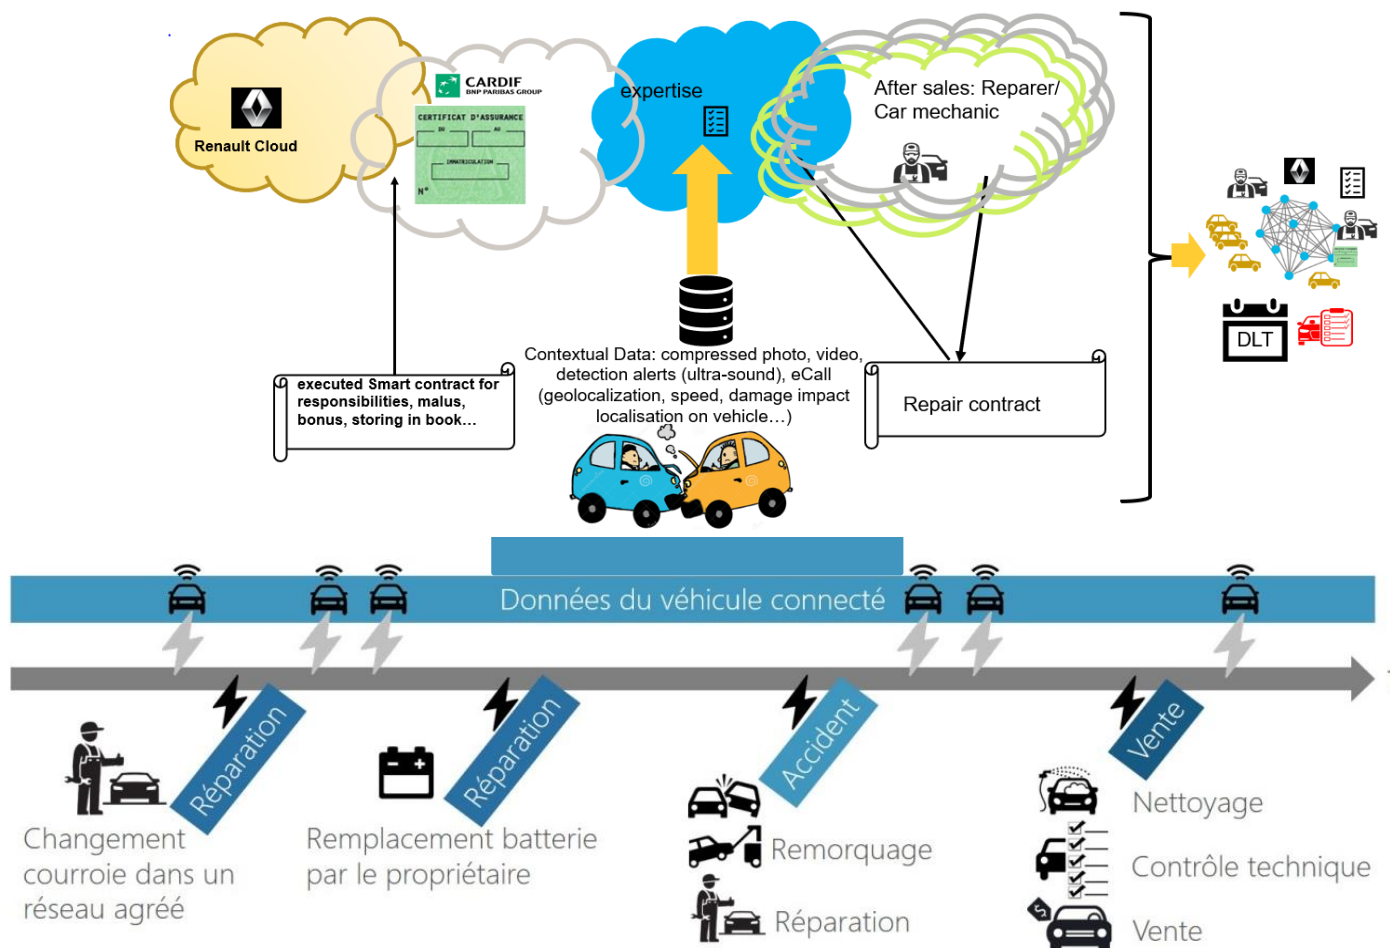 Renault Cloud
CARDIF
BNP PARIBAS GROUP
CERTIFICAT D'ASSURANCE
DU
AU
IMMATRICULATION
N°
expertise
After sales: Reparer/
Car mechanic
DLT
Contextual Data: compressed photo, video,
detection alerts (ultra-sound), eCall
(geolocalization, speed, damage impact
localisation on vehicle…)
executed Smart contract for
responsibilities, malus,
bonus, storing in book…
Repair contract
Données du véhicule connecté
Réparation
Réparation
Accident
Vente
Changement
courroie dans un
réseau agréé
Remplacement batterie
par le propriétaire
Remorquage
Réparation
Nettoyage
Contrôle technique
Vente